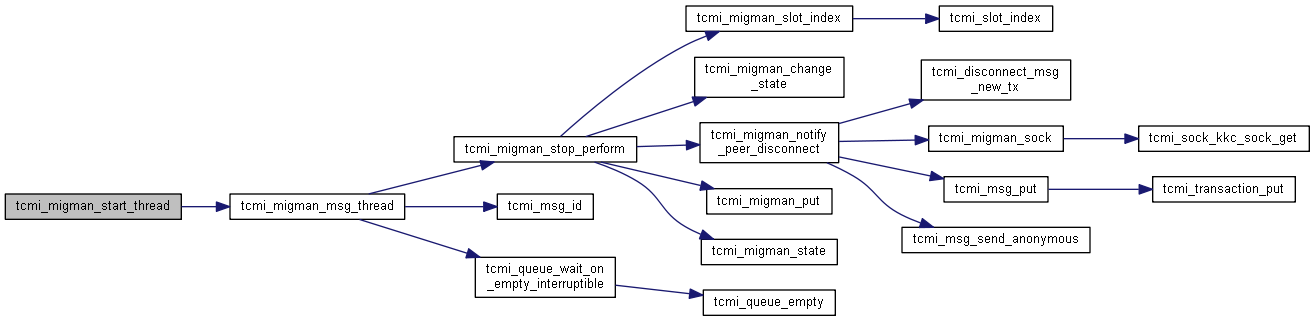 tcmi_migman_slot_index
tcmi_slot_index
tcmi_migman_change
_state
tcmi_disconnect_msg
_new_tx
tcmi_migman_stop_perform
tcmi_migman_notify
_peer_disconnect
tcmi_migman_sock
tcmi_sock_kkc_sock_get
tcmi_migman_start_thread
tcmi_migman_msg_thread
tcmi_msg_id
tcmi_migman_put
tcmi_msg_put
tcmi_transaction_put
tcmi_migman_state
tcmi_msg_send_anonymous
tcmi_queue_wait_on
_empty_interruptible
tcmi_queue_empty